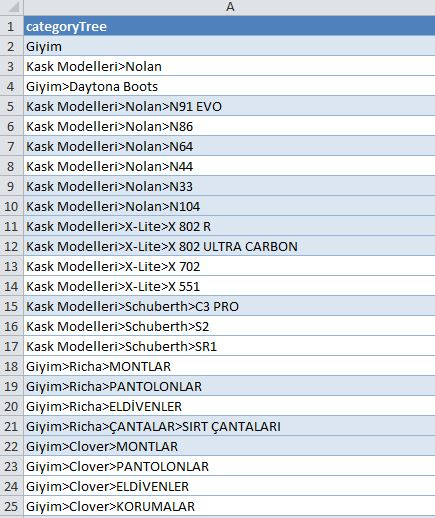 A
1 categoryTree
2 Giyim
3 Kask Modelleri>Nolan
4 Giyim>Daytona Boots
5 Kask Modelleri>Nolan>N91 EVO
6 Kask Modelleri>Nolan>N86
7 Kask Modelleri>Nolan>N64
8 Kask Modelleri>Nolan>N44
9 Kask Modelleri>Nolan>N33
10 Kask Modelleri>Nolan>N104
11 Kask Modelleri>X-Lite>X 802 R
12 Kask Modelleri>X-Lite>X 802 ULTRA CARBON
13 Kask Modelleri>X-Lite>X 702
14 Kask Modelleri>X-Lite>X 551
15 Kask Modelleri>Schuberth>C3 PRO
16 Kask Modelleri>Schuberth>S2
17 Kask Modelleri>Schuberth>SR1
18 Giyim>Richa>MONTLAR
19 Giyim>Richa>PANTOLONLAR
20 Giyim>Richa>ELDİVENLER
21 Giyim>Richa>ÇANTALAR>SIRT ÇANTALARI
22 Giyim>Clover>MONTLAR
23 Giyim>Clover>PANTOLONLAR
24 Giyim>Clover>ELDİVENLER
25 Giyim>Clover>KORUMALAR